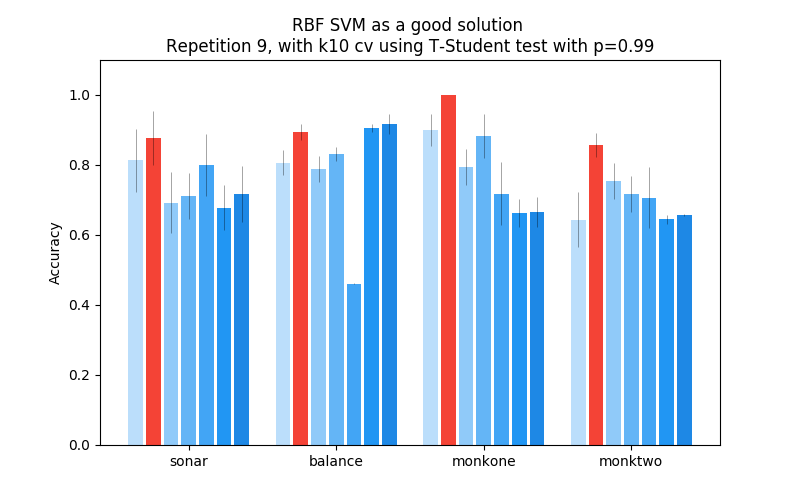 RBF SVM as a good solution
Repetition 9, with k10 cv using T-Student test with p=0.99
1.0
0.8
0.6
0.4
0.2
0.0
Accuracy
sonar
balance
monkone
monktwo